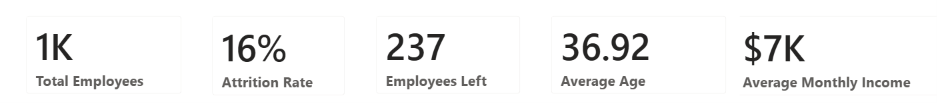 1K
Total Employees
16%
Attrition Rate
237
Employees Left
36.92
Average Age
$7K
Average Monthly Income